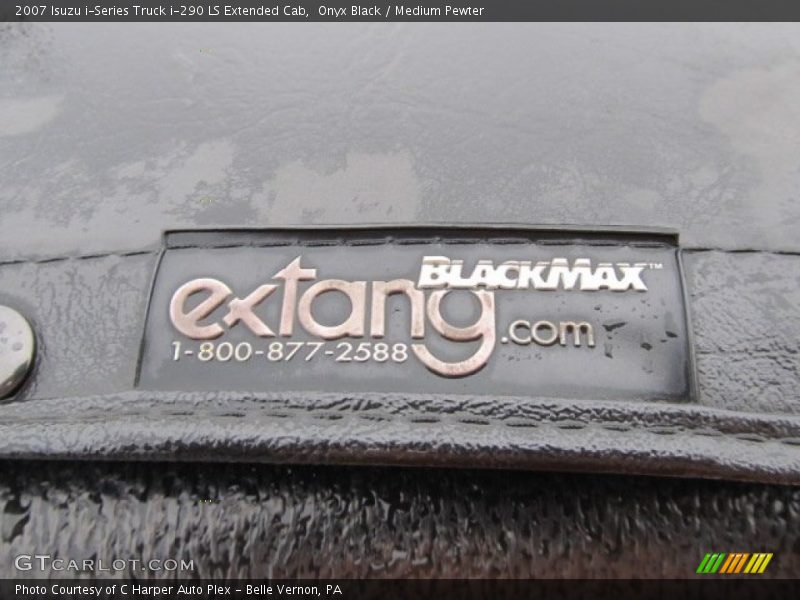 2007 Isuzu i-Series Truck i-290 LS Extended Cab,  Onyx Black / Medium Pewter
BLACKMAX™
extang.com
1-800-877-2588
GTCARLOT.COM
Photo Courtesy of C Harper Auto Plex - Belle Vernon, PA